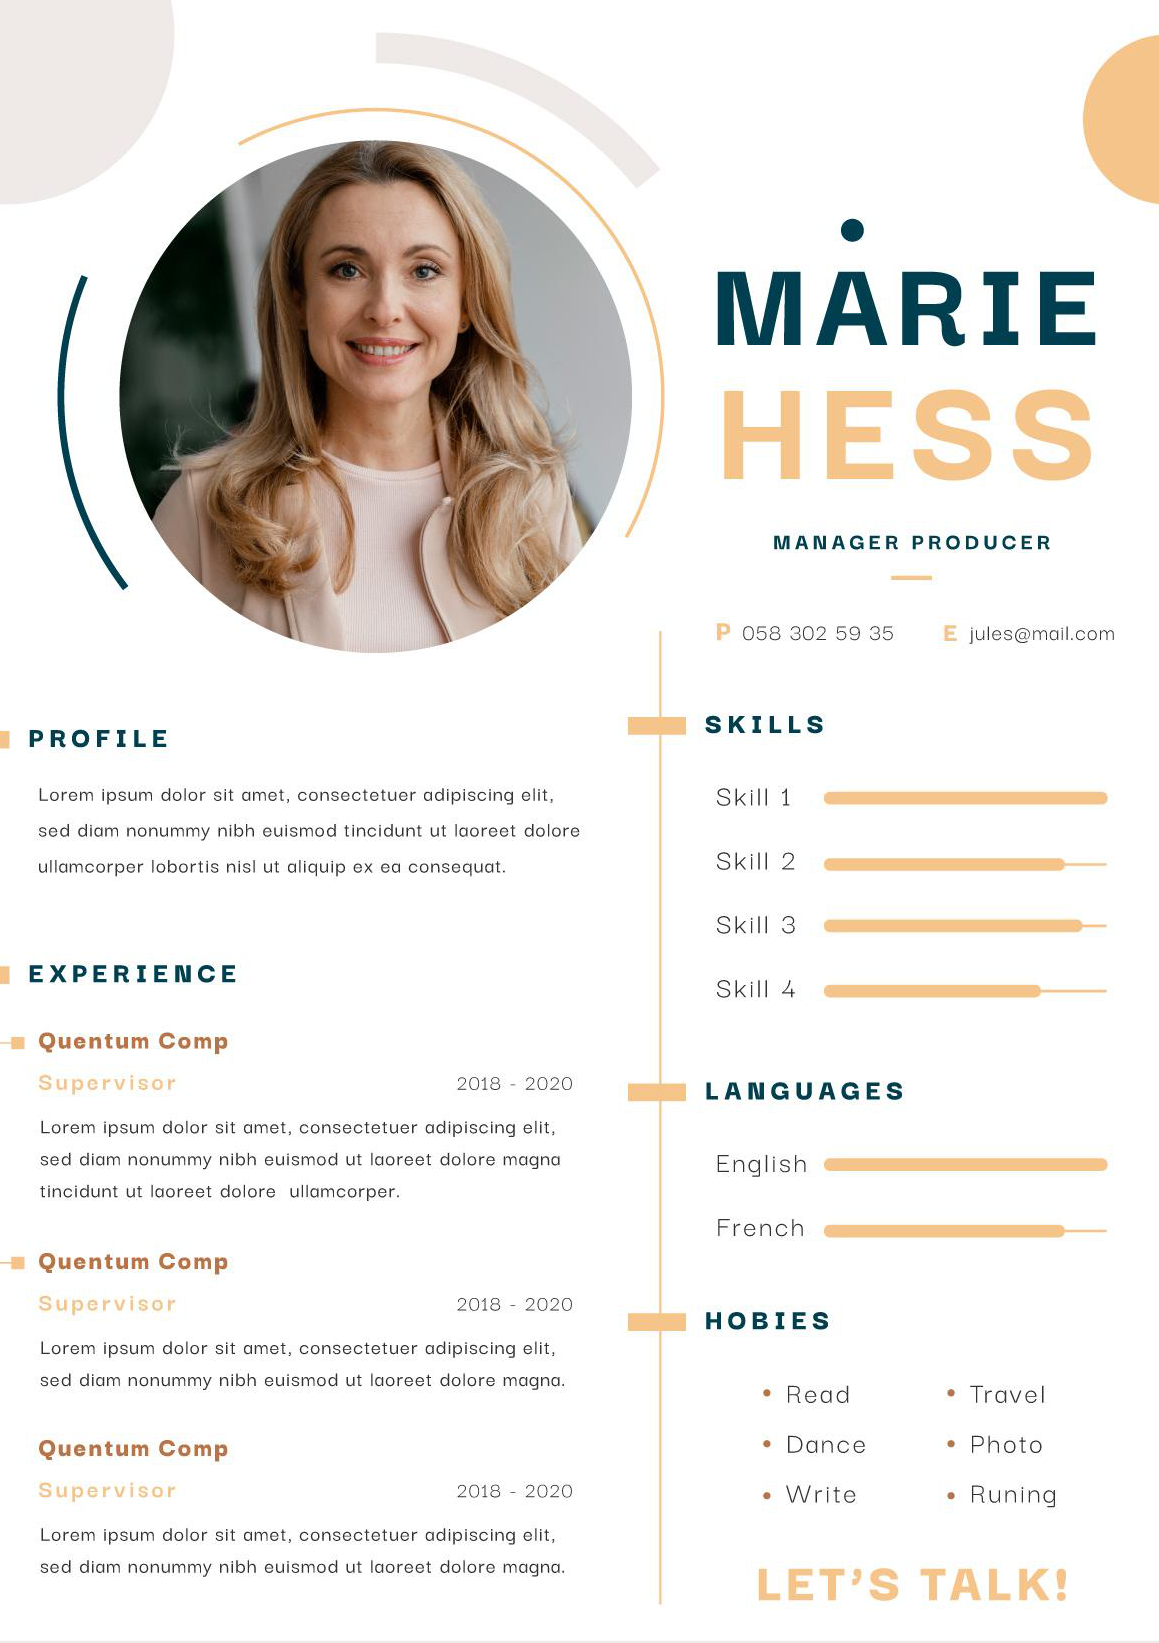 MARIE
HESS
MANAGER PRODUCER
P 058 302 59 35 E jules@mail.com
PROFILE
Lorem ipsum dolor sit amet, consectetuer adipiscing elit,
sed diam nonummy nibh euismod tincidunt ut laoreet dolore
ullamcorper lobortis nisl ut aliquip ex ea consequat.
EXPERIENCE
Quentum Comp
Supervisor 2018 - 2020
Lorem ipsum dolor sit amet, consectetuer adipiscing elit,
sed diam nonummy nibh euismod ut laoreet dolore magna
tincidunt ut laoreet dolore ullamcorper.
Quentum Comp
Supervisor 2018 - 2020
Lorem ipsum dolor sit amet, consectetuer adipiscing elit,
sed diam nonummy nibh euismod ut laoreet dolore magna.
Quentum Comp
Supervisor 2018 - 2020
Lorem ipsum dolor sit amet, consectetuer adipiscing elit,
sed diam nonummy nibh euismod ut laoreet dolore magna.
SKILLS
Skill 1
Skill 2
Skill 3
Skill 4
LANGUAGES
English
French
HOBIES
• Read • Travel
• Dance • Photo
• Write • Runing
LET'S TALK!